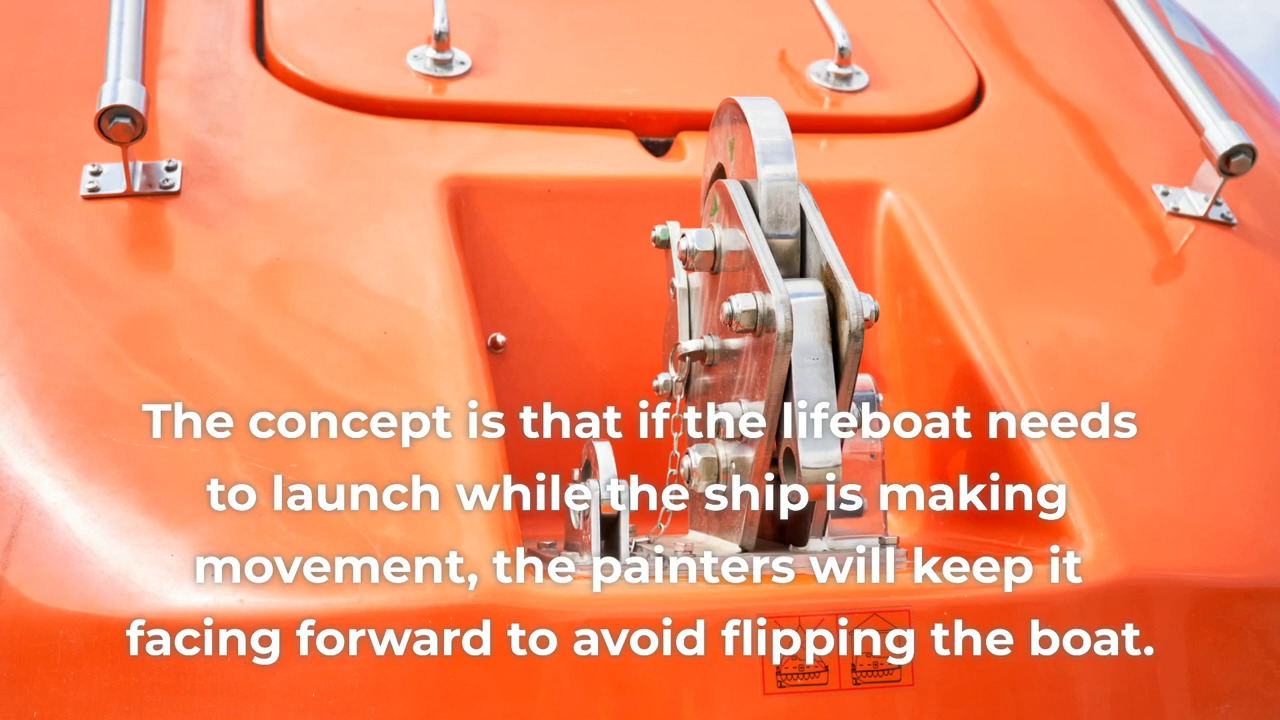 The concept is that if the lifeboat needs
to launch while the ship is making
movement, the painters will keep it
facing forward to avoid flipping the boat.